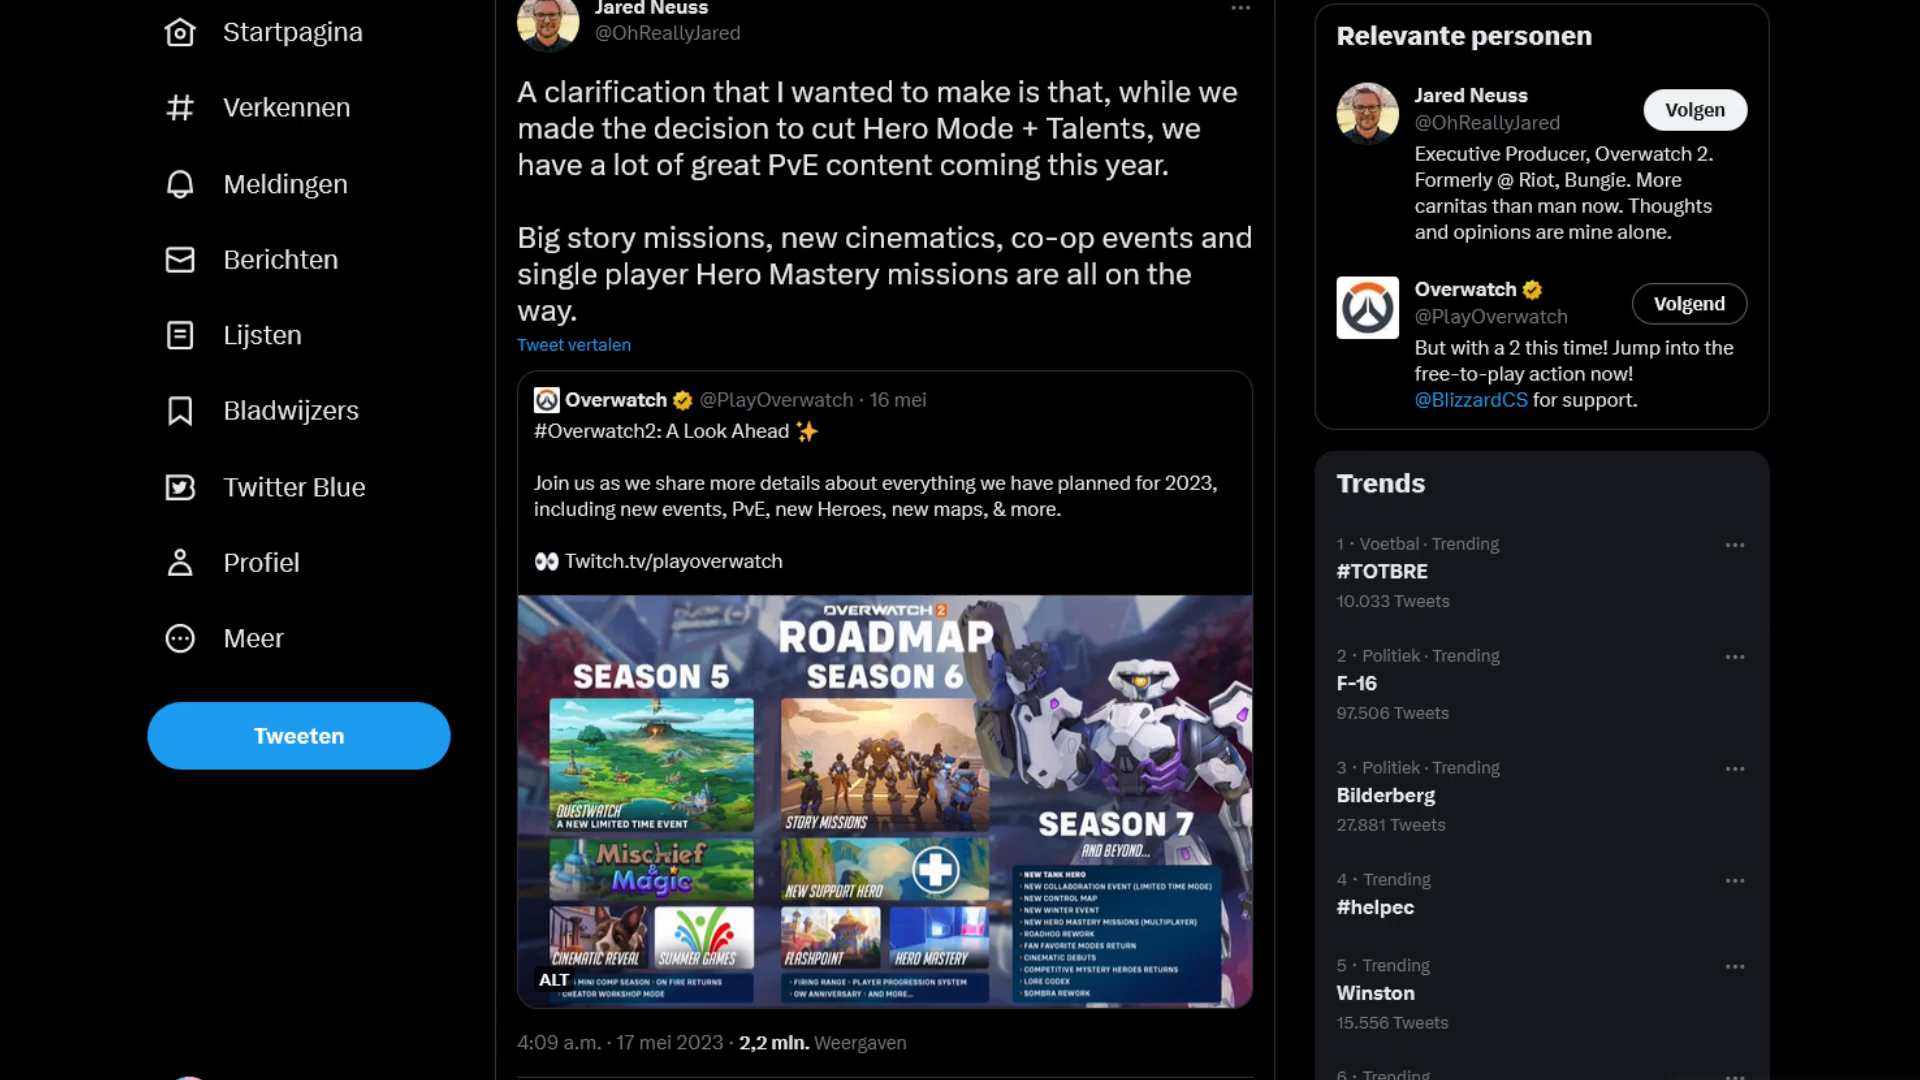 Startpagina
Verkennen
Meldingen
Berichten
Lijsten
Bladwijzers
Twitter Blue
Profiel
Meer
Tweeten
Jared Neuss
@OhReallyJared
A clarification that I wanted to make is that, while we
made the decision to cut Hero Mode + Talents, we
have a lot of great PvE content coming this year.
Big story missions, new cinematics, co-op events and
single player Hero Mastery missions are all on the
way.
Tweet vertalen
Overwatch @PlayOverwatch · 16 mei
#Overwatch2: A Look Ahead ✨
Join us as we share more details about everything we have planned for 2023,
including new events, PvE, new Heroes, new maps, & more.
👀 Twitch.tv/playoverwatch
OVERWATCH 2
ROADMAP
SEASON 5
QUESTWATCH
A NEW LIMITED TIME EVENT
Mischief
& Magic
CINEMATIC REVEAL
SUMMER GAMES
ALT
MINI COMP SEASON · ON FIRE RETURNS
· CREATOR WORKSHOP MODE
SEASON 6
STORY MISSIONS
NEW SUPPORT HERO
FLASHPOINT
HERO MASTERY
· FIRING RANGE · PLAYER PROGRESSION SYSTEM
· OW ANNIVERSARY · AND MORE...
SEASON 7
AND BEYOND...
· NEW TANK HERO
· NEW COLLABORATION EVENT (LIMITED TIME MODE)
· NEW CONTROL MAP
· NEW WINTER EVENT
· NEW HERO MASTERY MISSIONS (MULTIPLAYER)
· ROADHOG REWORK
· FAN FAVORITE MODES RETURN
· CINEMATIC DEBUTS
· COMPETITIVE MYSTERY HEROES RETURNS
· LORE CODEX
· SOMBRA REWORK
4:09 a.m. · 17 mei 2023 · 2,2 mln. Weergaven
Relevante personen
Jared Neuss
@OhReallyJared
Volgen
Executive Producer, Overwatch 2.
Formerly @ Riot, Bungie. More
carnitas than man now. Thoughts
and opinions are mine alone.
Overwatch
@PlayOverwatch
Volgend
But with a 2 this time! Jump into the
free-to-play action now!
@BlizzardCS for support.
Trends
1 · Voetbal · Trending
#TOTBRE
10.033 Tweets
2 · Politiek · Trending
F-16
97.506 Tweets
3 · Politiek · Trending
Bilderberg
27.881 Tweets
4 · Trending
#helpec
5 · Trending
Winston
15.556 Tweets
6 · Trending